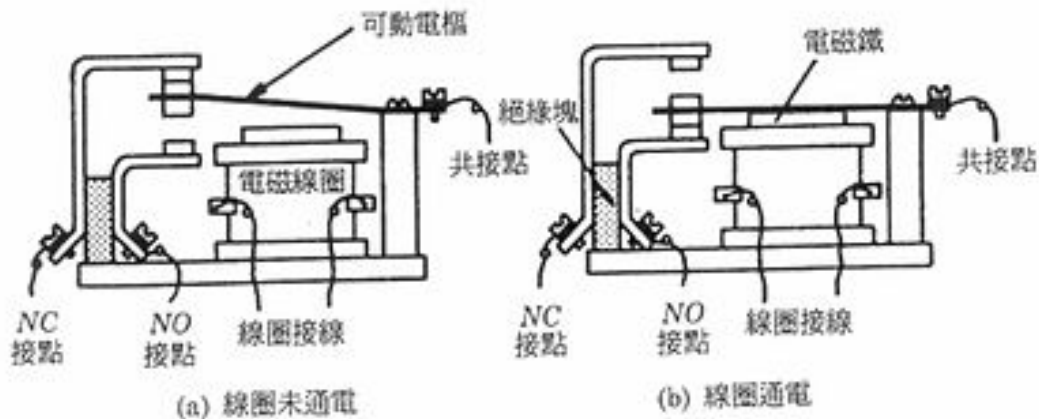 可動電樞
共接點
電磁線圈
NC
接點
NO
接點
線圈接線
(a) 線圈未通電
電磁鐵
絕緣塊
共接點
NC
接點
NO
接點
線圈接線
(b) 線圈通電